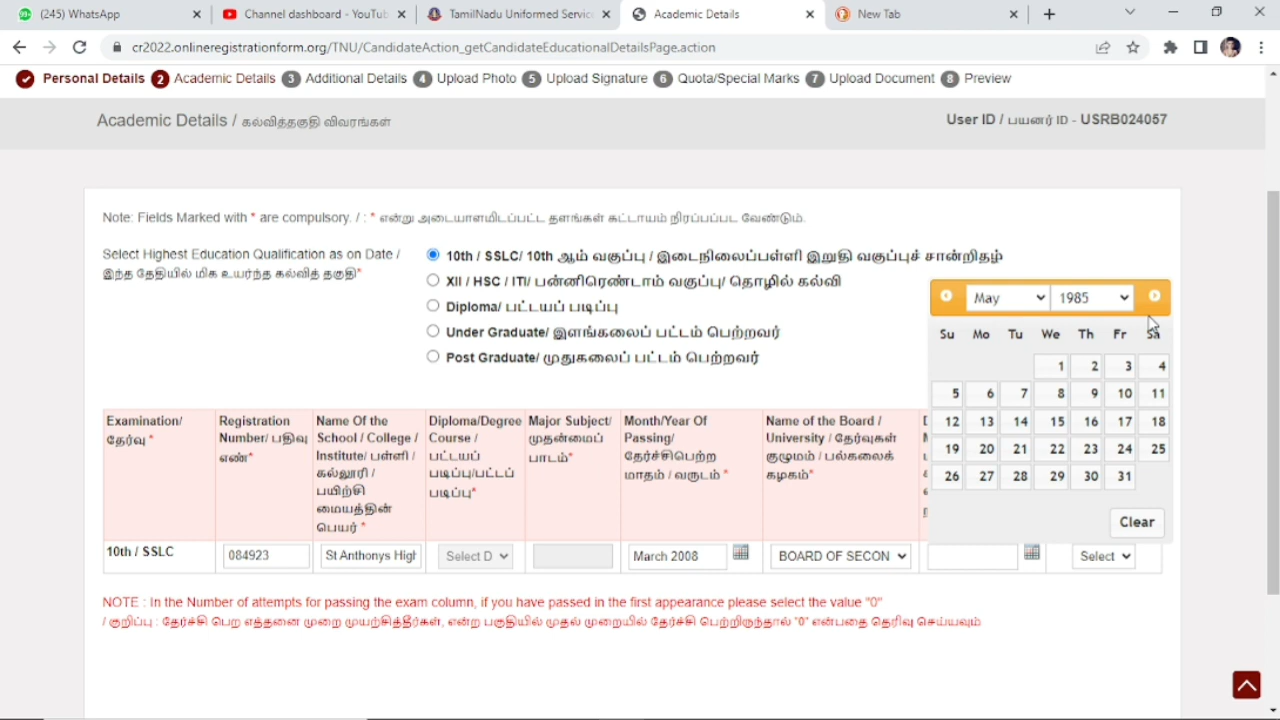 (245) WhatsApp
Channel dashboard - YouTub
TamilNadu Uniformed Service
Academic Details
New Tab
cr2022.onlineregistrationform.org/TNU/CandidateAction_getCandidateEducationalDetailsPage.action
Personal Details 2 Academic Details 3 Additional Details 4 Upload Photo 5 Upload Signature 6 Quota/Special Marks 7 Upload Document 8 Preview
Academic Details / கல்வித்தகுதி விவரங்கள்
User ID / பயனர் ID - USRB024057
Note: Fields Marked with * are compulsory. / : * என்று அடையாளமிடப்பட்ட தளங்கள் கட்டாயம் நிரப்பப்பட வேண்டும்.
Select Highest Education Qualification as on Date /
இந்த தேதியில் மிக உயர்ந்த கல்வித் தகுதி*
10th / SSLC/ 10th ஆம் வகுப்பு / இடைநிலைப்பள்ளி இறுதி வகுப்புச் சான்றிதழ்
XII / HSC / ITI/ பன்னிரெண்டாம் வகுப்பு/ தொழில் கல்வி
Diploma/ பட்டயப் படிப்பு
Under Graduate/ இளங்கலைப் பட்டம் பெற்றவர்
Post Graduate/ முதுகலைப் பட்டம் பெற்றவர்
May 1985
Su Mo Tu We Th Fr Sa
1 2 3 4
5 6 7 8 9 10 11
12 13 14 15 16 17 18
19 20 21 22 23 24 25
26 27 28 29 30 31
Clear
Examination/
தேர்வு *
Registration
Number/ பதிவு
எண்*
Name Of the
School / College /
Institute/ பள்ளி /
கல்லூரி /
பயிற்சி
மையத்தின்
பெயர் *
Diploma/Degree
Course /
பட்டயப்
படிப்பு/பட்டப்
படிப்பு*
Major Subject/
முதன்மைப்
பாடம்*
Month/Year Of
Passing/
தேர்ச்சிபெற்ற
மாதம் / வருடம் *
Name of the Board /
University / தேர்வுகள்
குழுமம் / பல்கலைக்
கழகம்*
10th / SSLC
084923
St Anthonys High
Select D
March 2008
BOARD OF SECON
Select
NOTE : In the Number of attempts for passing the exam column, if you have passed in the first appearance please select the value "0"
/ குறிப்பு : தேர்ச்சி பெற எத்தனை முறை முயற்சித்தீர்கள், என்ற பகுதியில் முதல் முறையில் தேர்ச்சி பெற்றிருந்தால் "0" என்பதை தெரிவு செய்யவும்